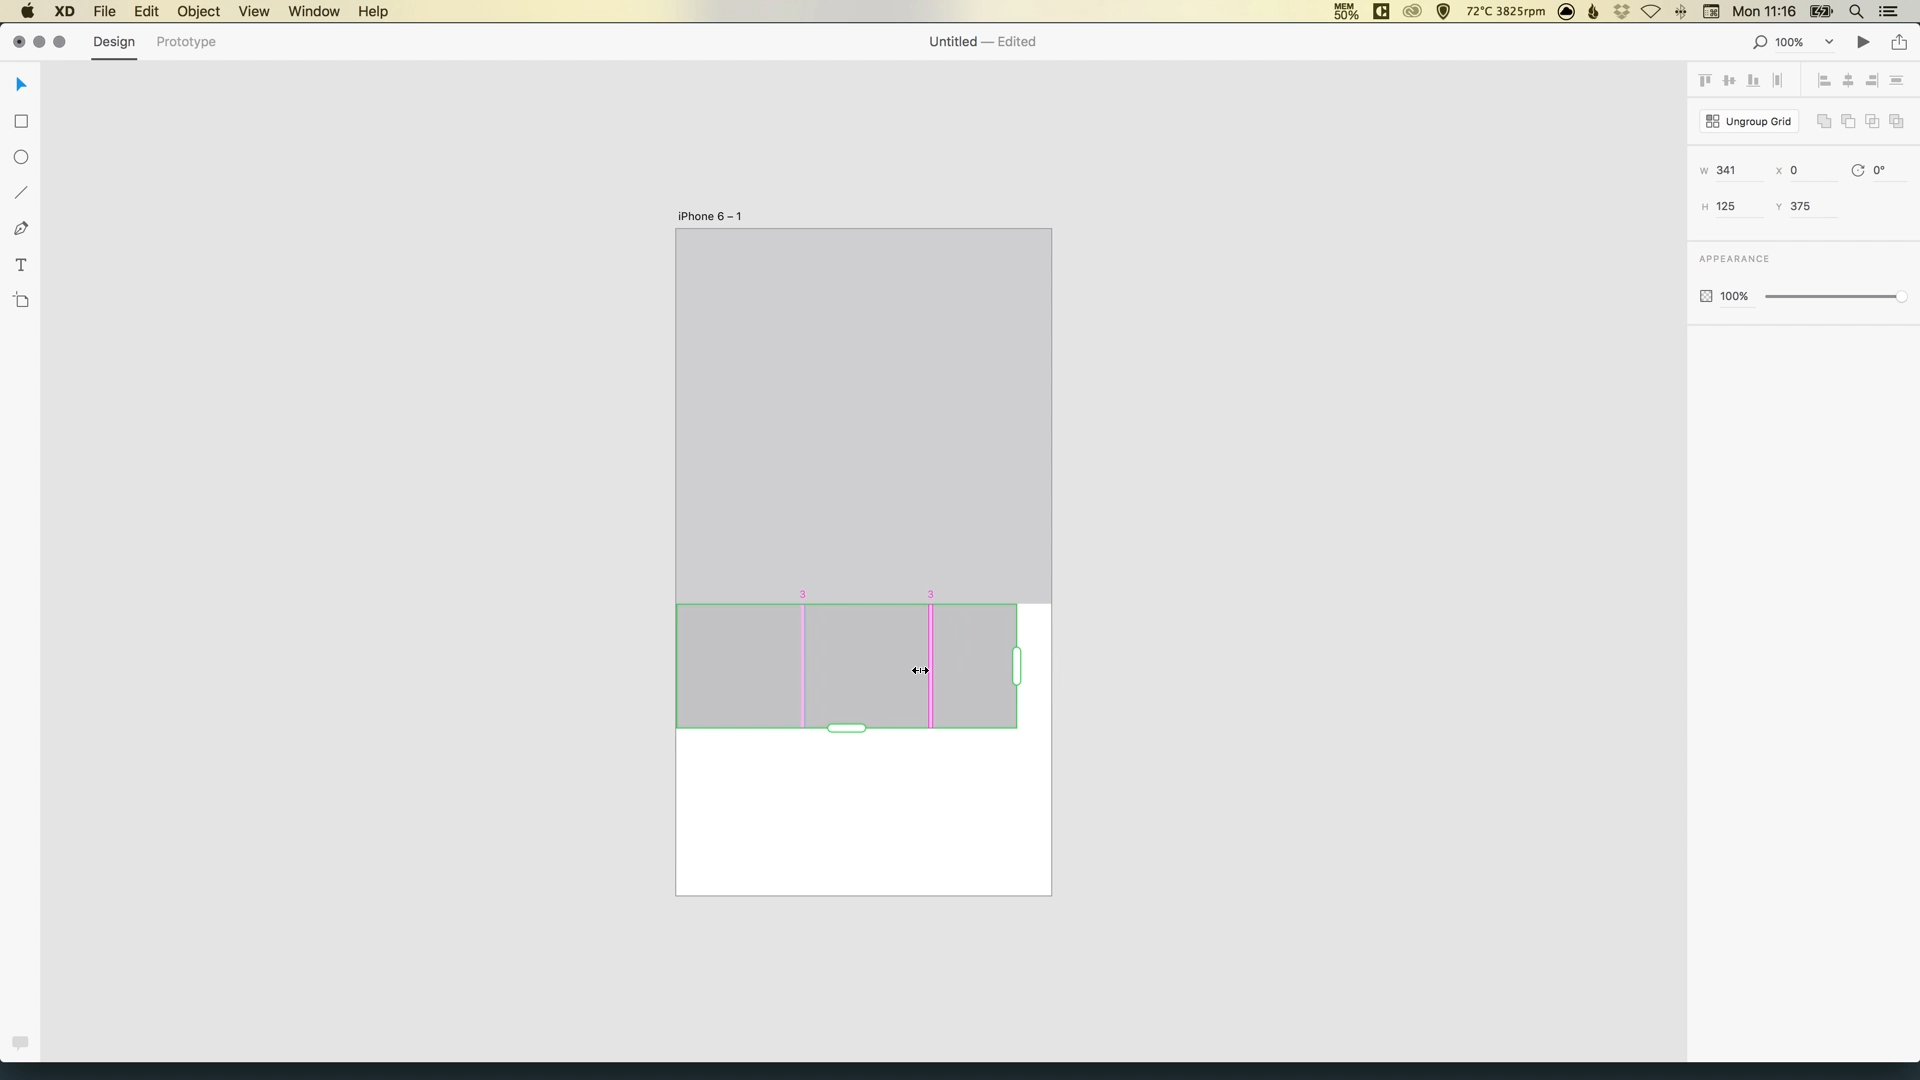 XD File Edit Object View Window Help MEM 50% 72°C 3825rpm Mon 11:16
Design Prototype Untitled — Edited 100%
Ungroup Grid
W 341 X 0 0°
H 125 Y 375
APPEARANCE
100%
iPhone 6 – 1
3 3